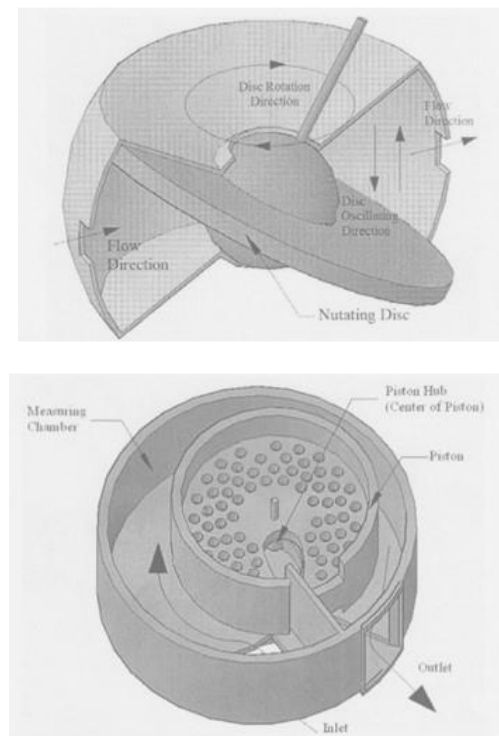 Disc Rotation
Direction
Flow
Direction
Disc
Oscillating
Direction
Flow
Direction
Nutating Disc
Piston Hub
(Center of Piston)
Measuring
Chamber
Piston
Outlet
Inlet